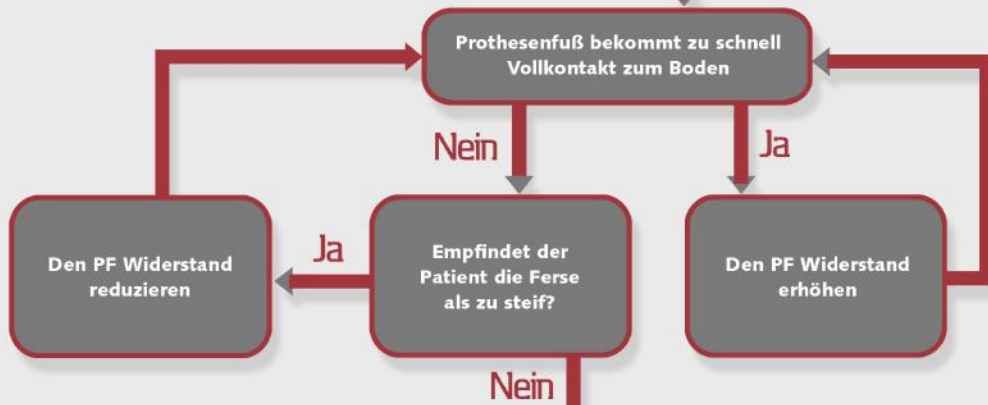 Prothesenfuß bekommt zu schnell
Vollkontakt zum Boden
Nein
Ja
Den PF Widerstand
reduzieren
Ja
Empfindet der
Patient die Ferse
als zu steif?
Den PF Widerstand
erhöhen
Nein